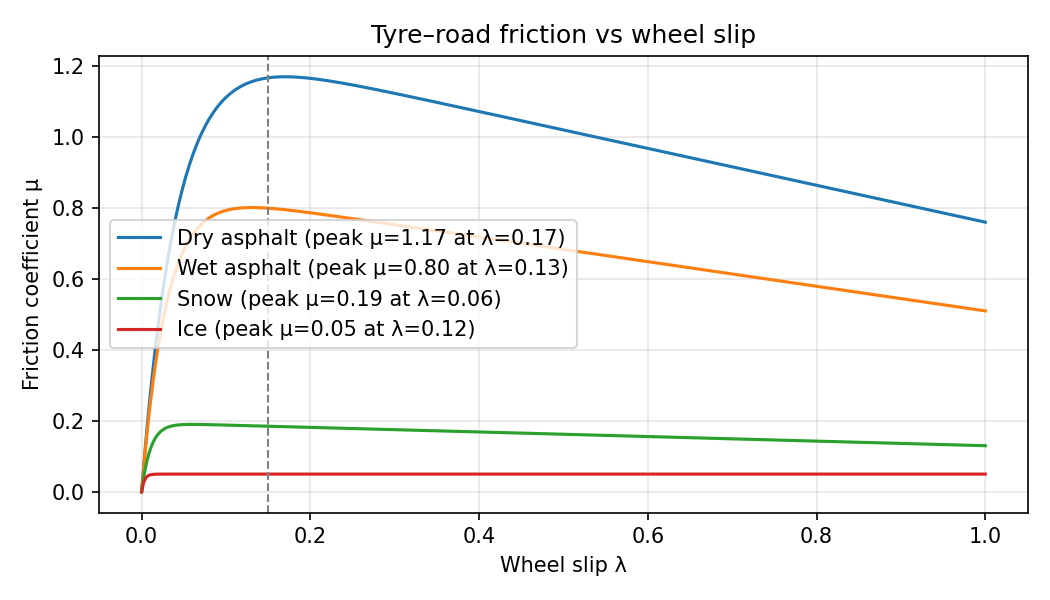 Tyre–road friction vs wheel slip
Friction coefficient μ
1.2
1.0
0.8
0.6
0.4
0.2
0.0
Dry asphalt (peak μ=1.17 at λ=0.17)
Wet asphalt (peak μ=0.80 at λ=0.13)
Snow (peak μ=0.19 at λ=0.06)
Ice (peak μ=0.05 at λ=0.12)
0.0 0.2 0.4 0.6 0.8 1.0
Wheel slip λ